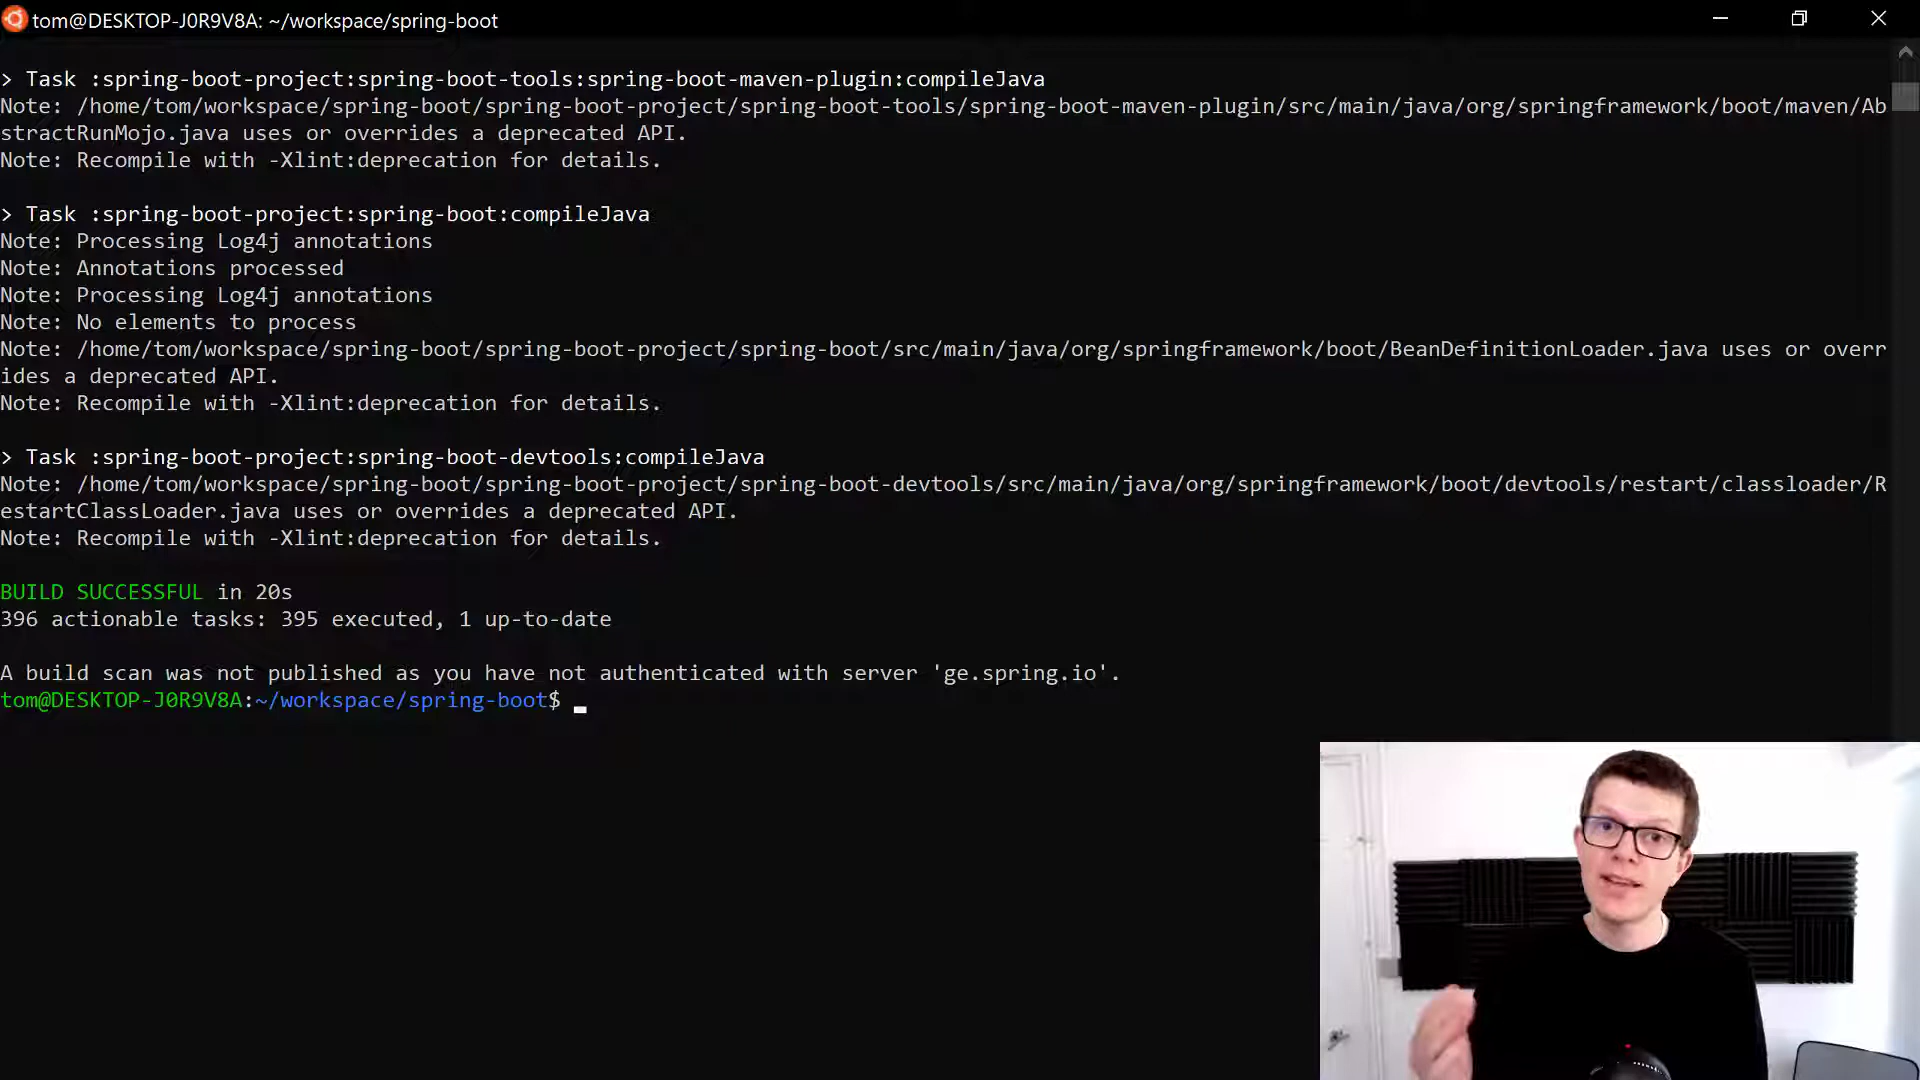 tom@DESKTOP-J0R9V8A: ~/workspace/spring-boot
> Task :spring-boot-project:spring-boot-tools:spring-boot-maven-plugin:compileJava
Note: /home/tom/workspace/spring-boot/spring-boot-project/spring-boot-tools/spring-boot-maven-plugin/src/main/java/org/springframework/boot/maven/Ab
stractRunMojo.java uses or overrides a deprecated API.
Note: Recompile with -Xlint:deprecation for details.
> Task :spring-boot-project:spring-boot:compileJava
Note: Processing Log4j annotations
Note: Annotations processed
Note: Processing Log4j annotations
Note: No elements to process
Note: /home/tom/workspace/spring-boot/spring-boot-project/spring-boot/src/main/java/org/springframework/boot/BeanDefinitionLoader.java uses or overr
ides a deprecated API.
Note: Recompile with -Xlint:deprecation for details.
> Task :spring-boot-project:spring-boot-devtools:compileJava
Note: /home/tom/workspace/spring-boot/spring-boot-project/spring-boot-devtools/src/main/java/org/springframework/boot/devtools/restart/classloader/R
estartClassLoader.java uses or overrides a deprecated API.
Note: Recompile with -Xlint:deprecation for details.
BUILD SUCCESSFUL in 20s
396 actionable tasks: 395 executed, 1 up-to-date
A build scan was not published as you have not authenticated with server 'ge.spring.io'.
tom@DESKTOP-J0R9V8A:~/workspace/spring-boot$